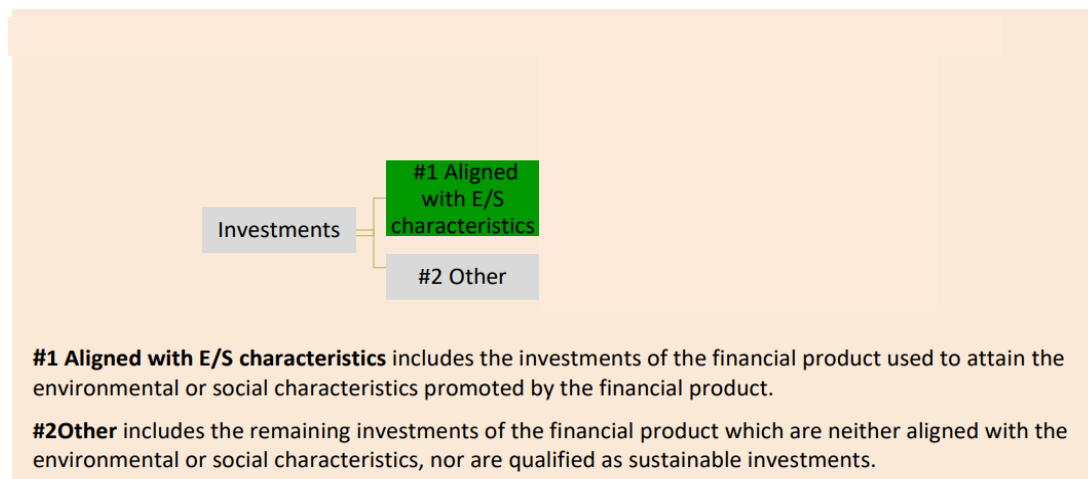 #1 Aligned
with E/S
characteristics
Investments
#2 Other
#1 Aligned with E/S characteristics includes the investments of the financial product used to attain the
environmental or social characteristics promoted by the financial product.
#2Other includes the remaining investments of the financial product which are neither aligned with the
environmental or social characteristics, nor are qualified as sustainable investments.